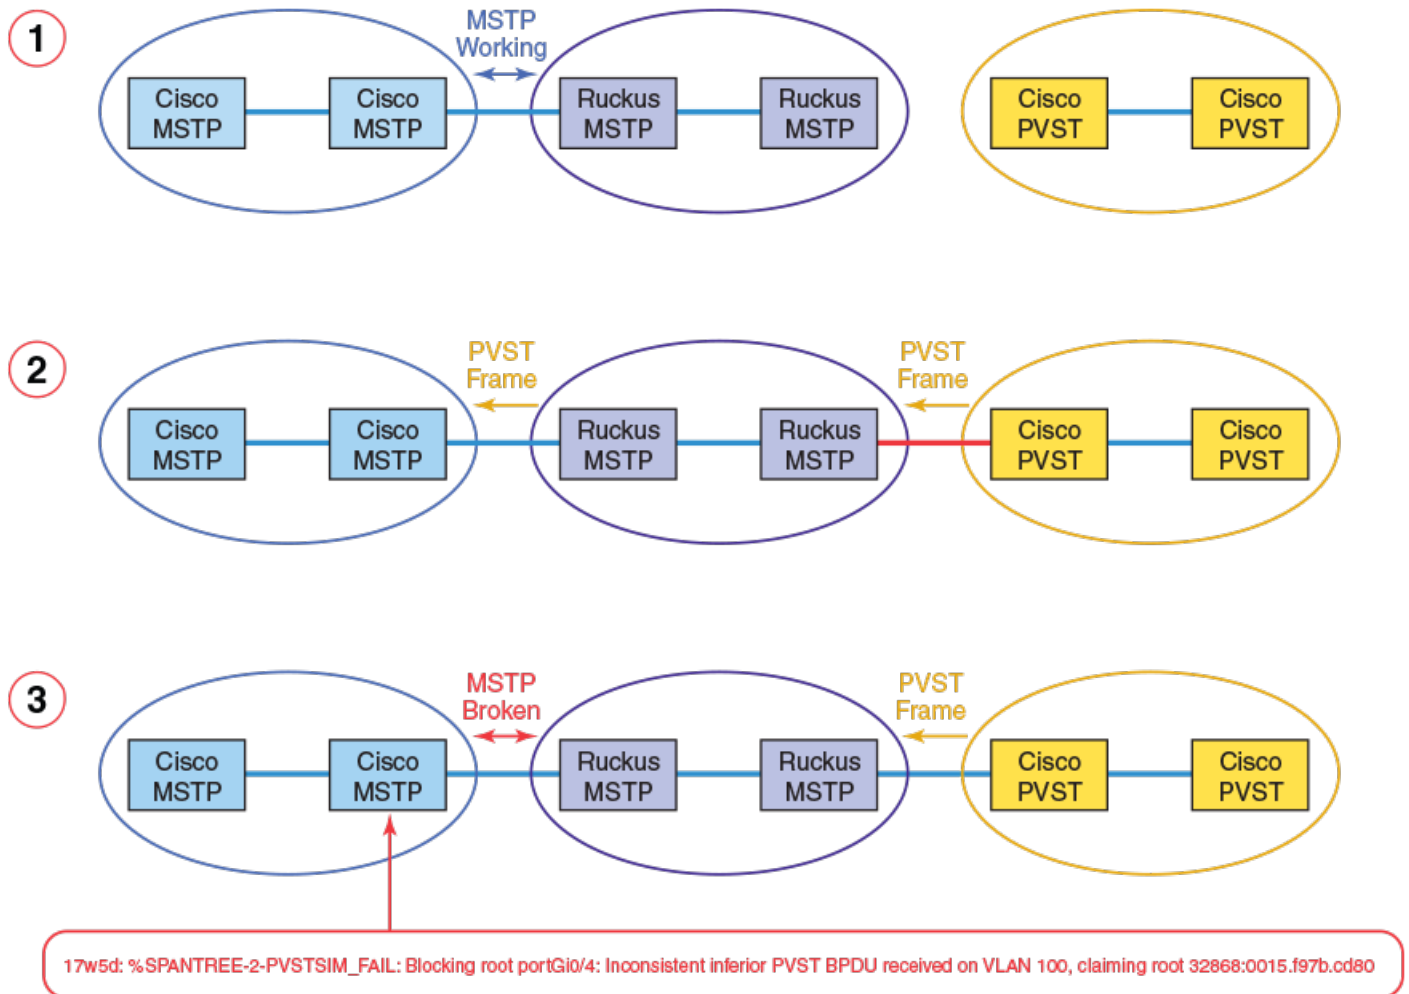 1
MSTP
Working
Cisco
MSTP
Cisco
MSTP
Ruckus
MSTP
Ruckus
MSTP
Cisco
PVST
Cisco
PVST
2
PVST
Frame
PVST
Frame
Cisco
MSTP
Cisco
MSTP
Ruckus
MSTP
Ruckus
MSTP
Cisco
PVST
Cisco
PVST
3
MSTP
Broken
PVST
Frame
Cisco
MSTP
Cisco
MSTP
Ruckus
MSTP
Ruckus
MSTP
Cisco
PVST
Cisco
PVST
17w5d: %SPANTREE-2-PVSTSIM_FAIL: Blocking root portGi0/4: Inconsistent inferior PVST BPDU received on VLAN 100, claiming root 32868:0015.f97b.cd80